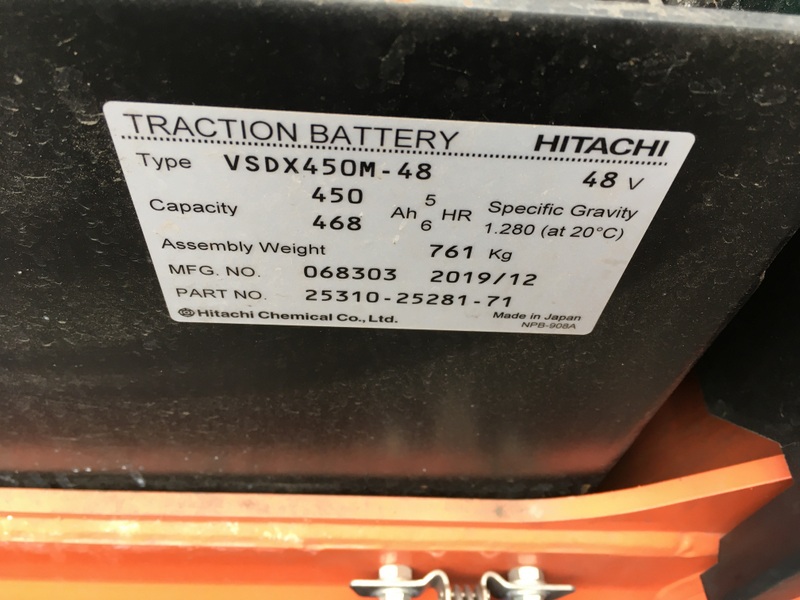 TRACTION BATTERY HITACHI
Type VSDX450M-48 48 V
Capacity 450 Ah 5 HR Specific Gravity
468 6 1.280 (at 20°C)
Assembly Weight 761 Kg
MFG. NO. 068303 2019/12
PART NO. 25310-25281-71
Hitachi Chemical Co., Ltd. Made in Japan
NPB-908A